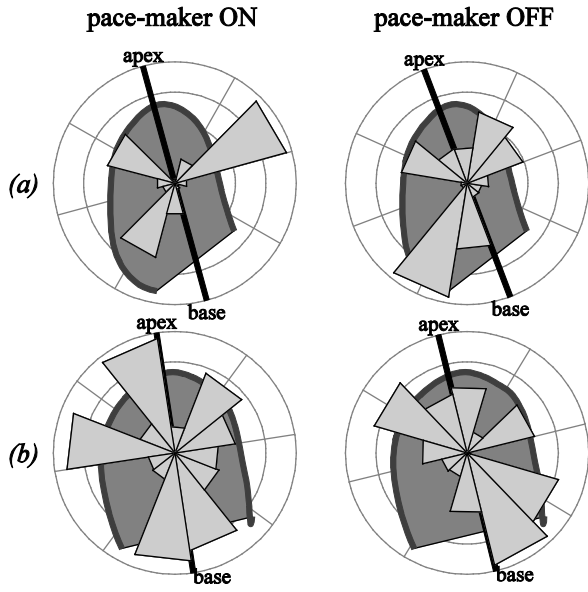 pace-maker ON
pace-maker OFF
apex
apex
(a)
base
base
apex
apex
(b)
base
base